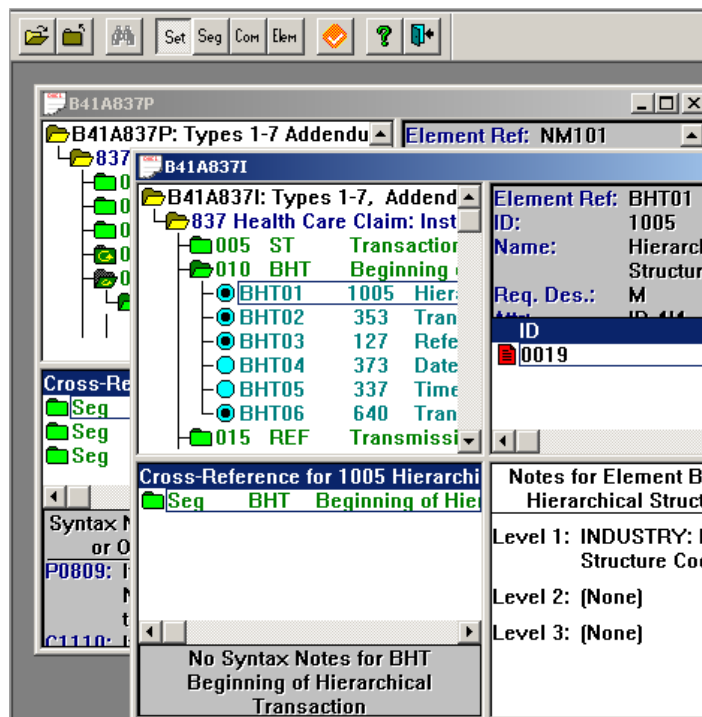 Set Seg Com Elem
B41A837P
B41A837P: Types 1-7 Addendu
837
Element Ref: NM101
B41A837I
B41A837I: Types 1-7, Addend
837 Health Care Claim: Inst
005 ST Transaction
010 BHT Beginning
BHT01 1005 Hier
BHT02 353 Tran
BHT03 127 Refe
BHT04 373 Date
BHT05 337 Time
BHT06 640 Tran
015 REF Transmissi
Element Ref: BHT01
ID: 1005
Name: Hierarch
Structur
Req. Des.: M
ID
0019
Cross-Re
Seg
Seg
Seg
Syntax N
or O
P0809: I
N
t
C1110: I
Cross-Reference for 1005 Hierarchi
Seg BHT Beginning of Hier
No Syntax Notes for BHT
Beginning of Hierarchical
Transaction
Notes for Element B
Hierarchical Struct
Level 1: INDUSTRY:
Structure Co
Level 2: (None)
Level 3: (None)